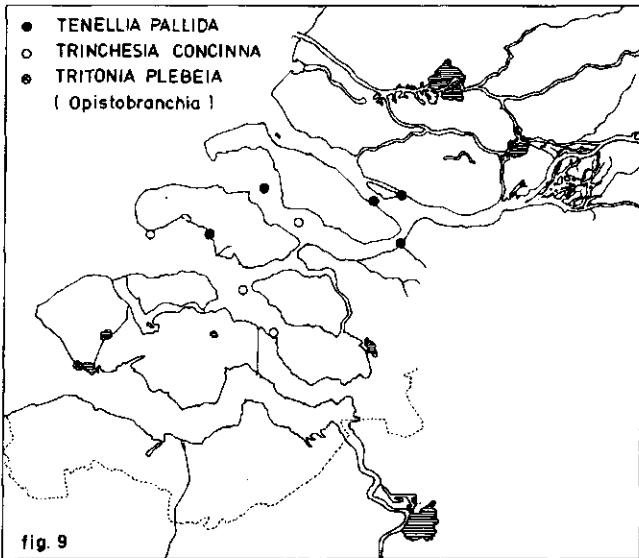 TENELLIA PALLIDA
TRINCHESIA CONCINNA
TRITONIA PLEBEIA
( Opistobranchia )
fig. 9